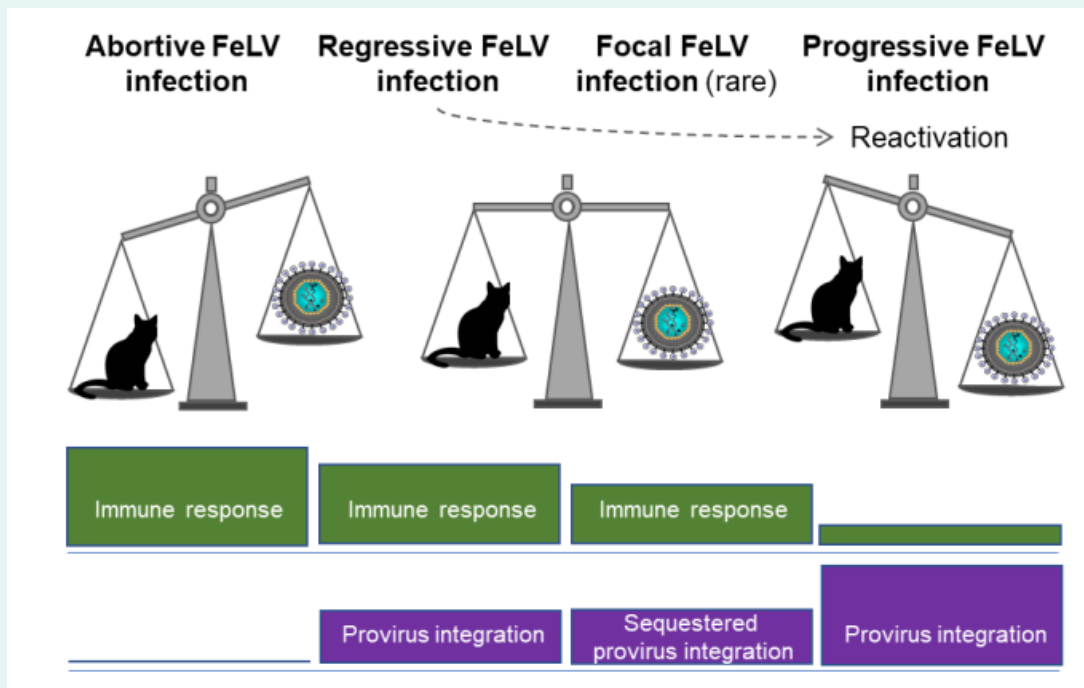 Abortive FeLV
infection
Regressive FeLV
infection
Focal FeLV
infection (rare)
Progressive FeLV
infection
Reactivation
Immune response
Immune response
Immune response
Provirus integration
Sequestered
provirus integration
Provirus integration